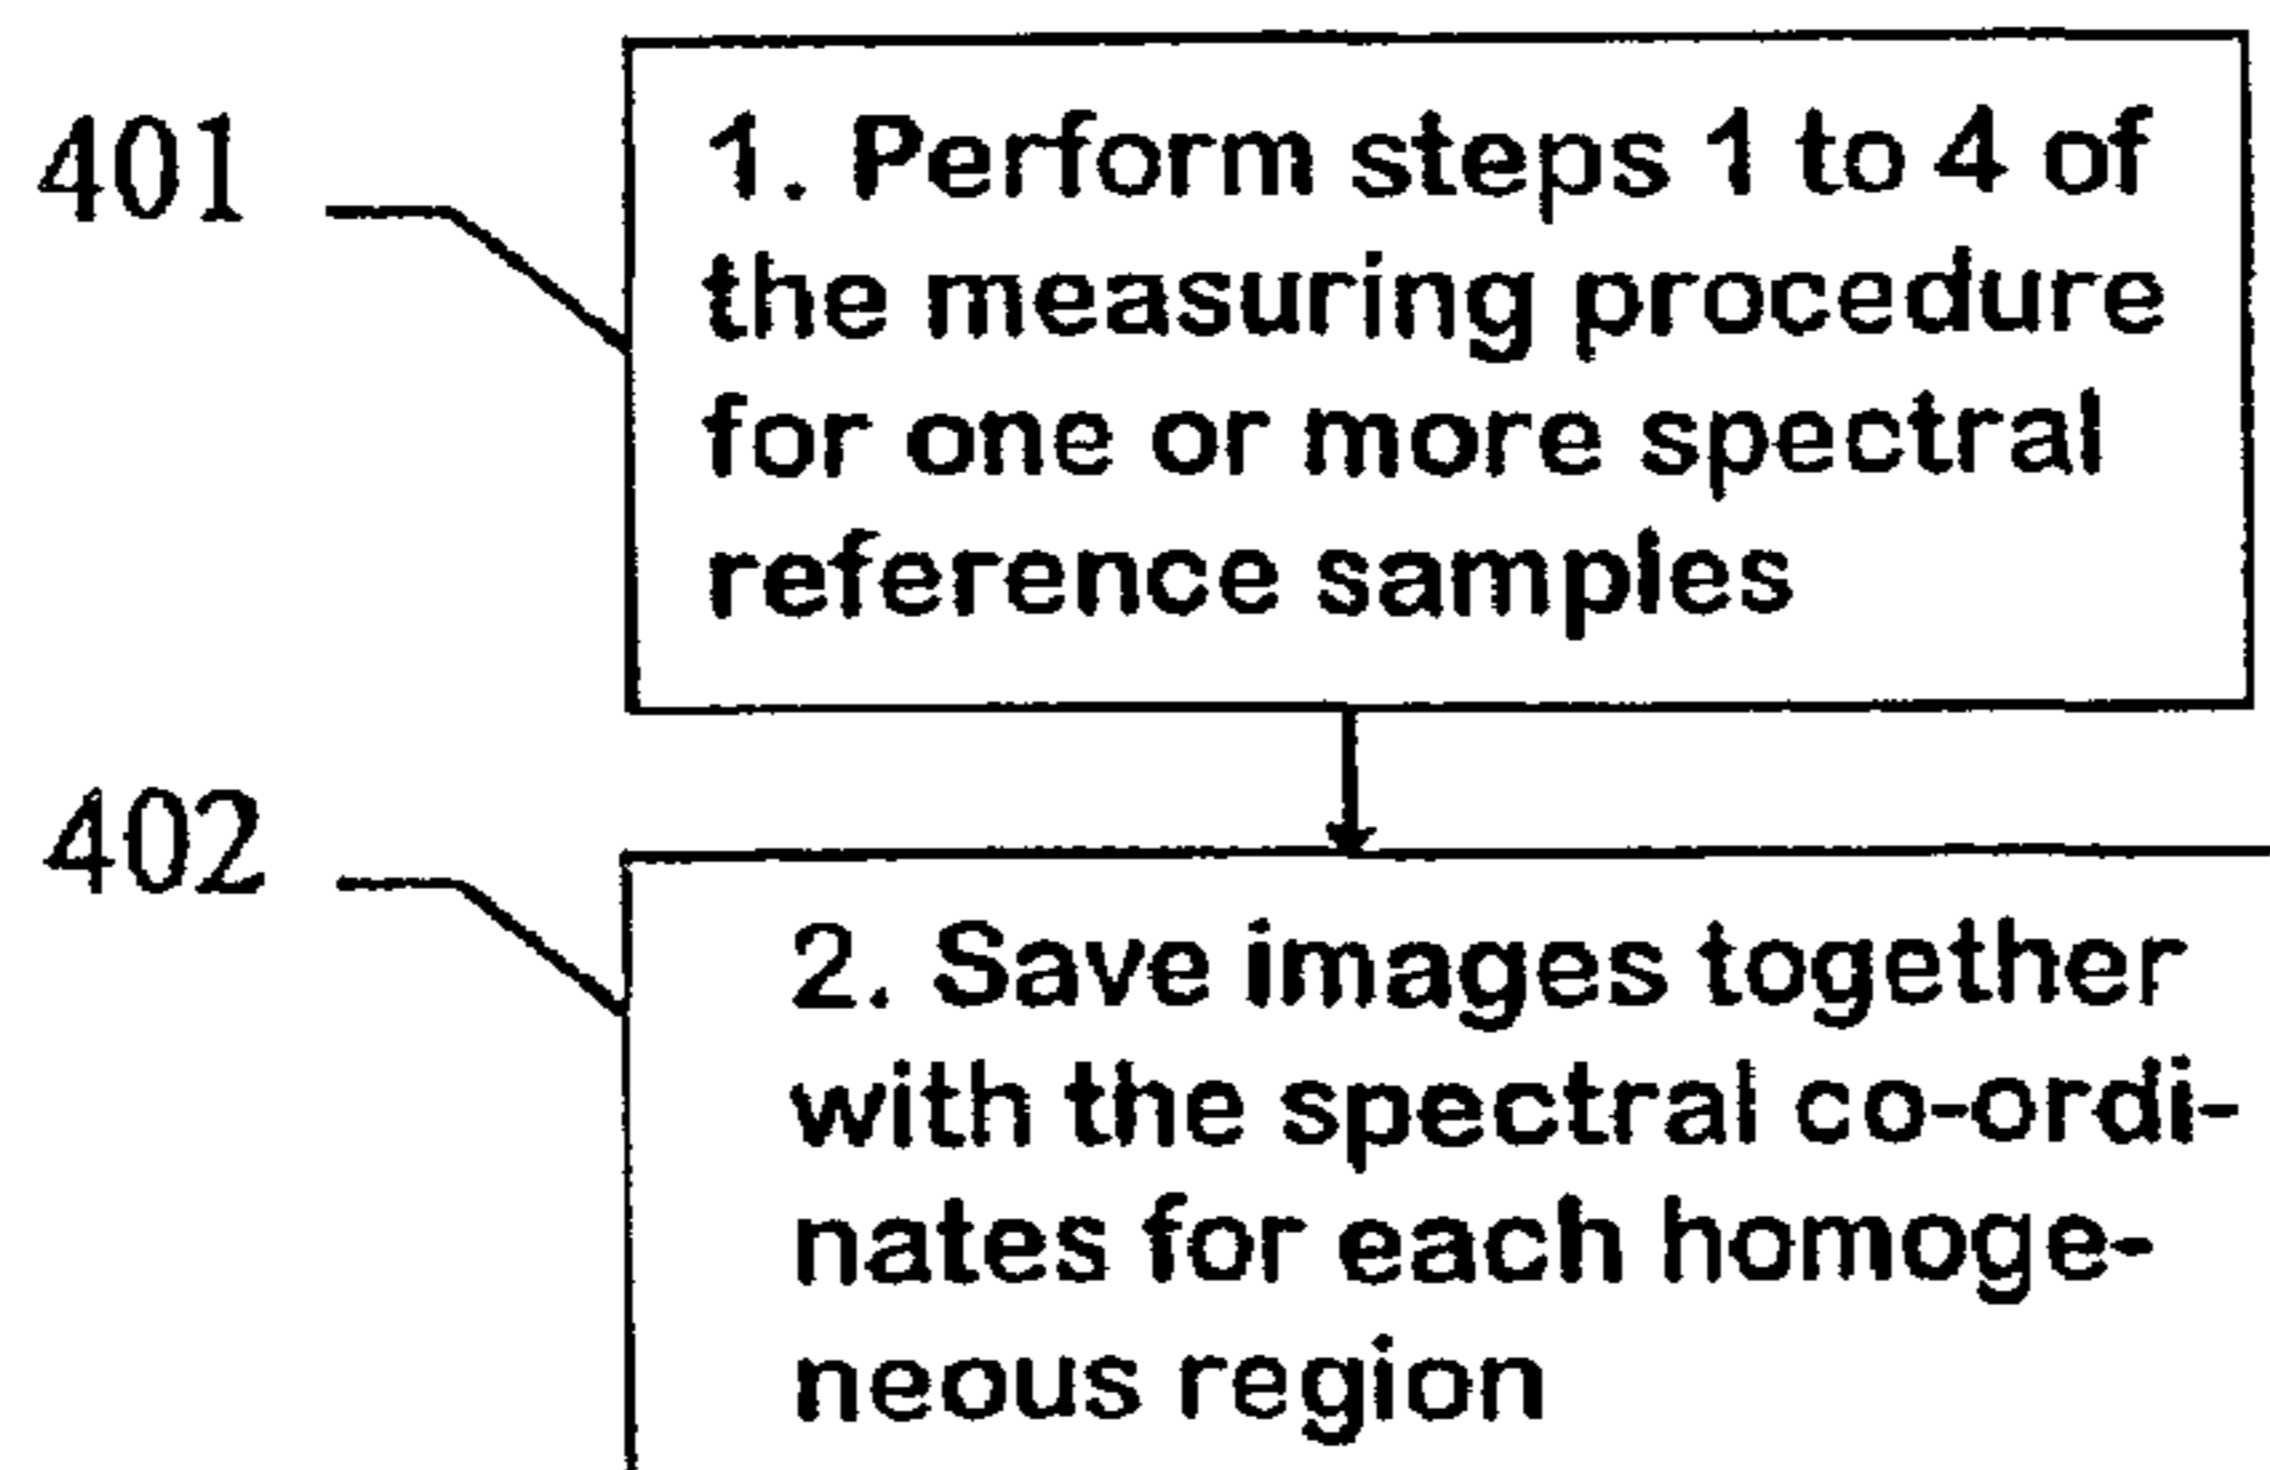 401
1. Perform steps 1 to 4 of
the measuring procedure
for one or more spectral
reference samples
402
2. Save images together
with the spectral co-ordi-
nates for each homoge-
neous region